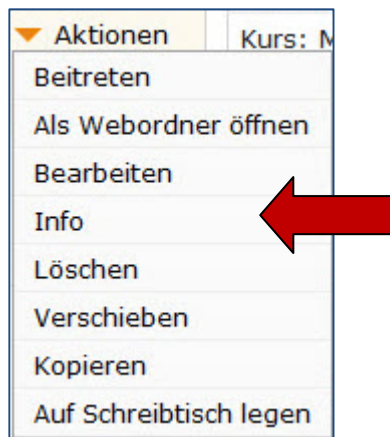 Aktionen
Kurs: M
Beitreten
Als Webordner öffnen
Bearbeiten
Info
Löschen
Verschieben
Kopieren
Auf Schreibtisch legen